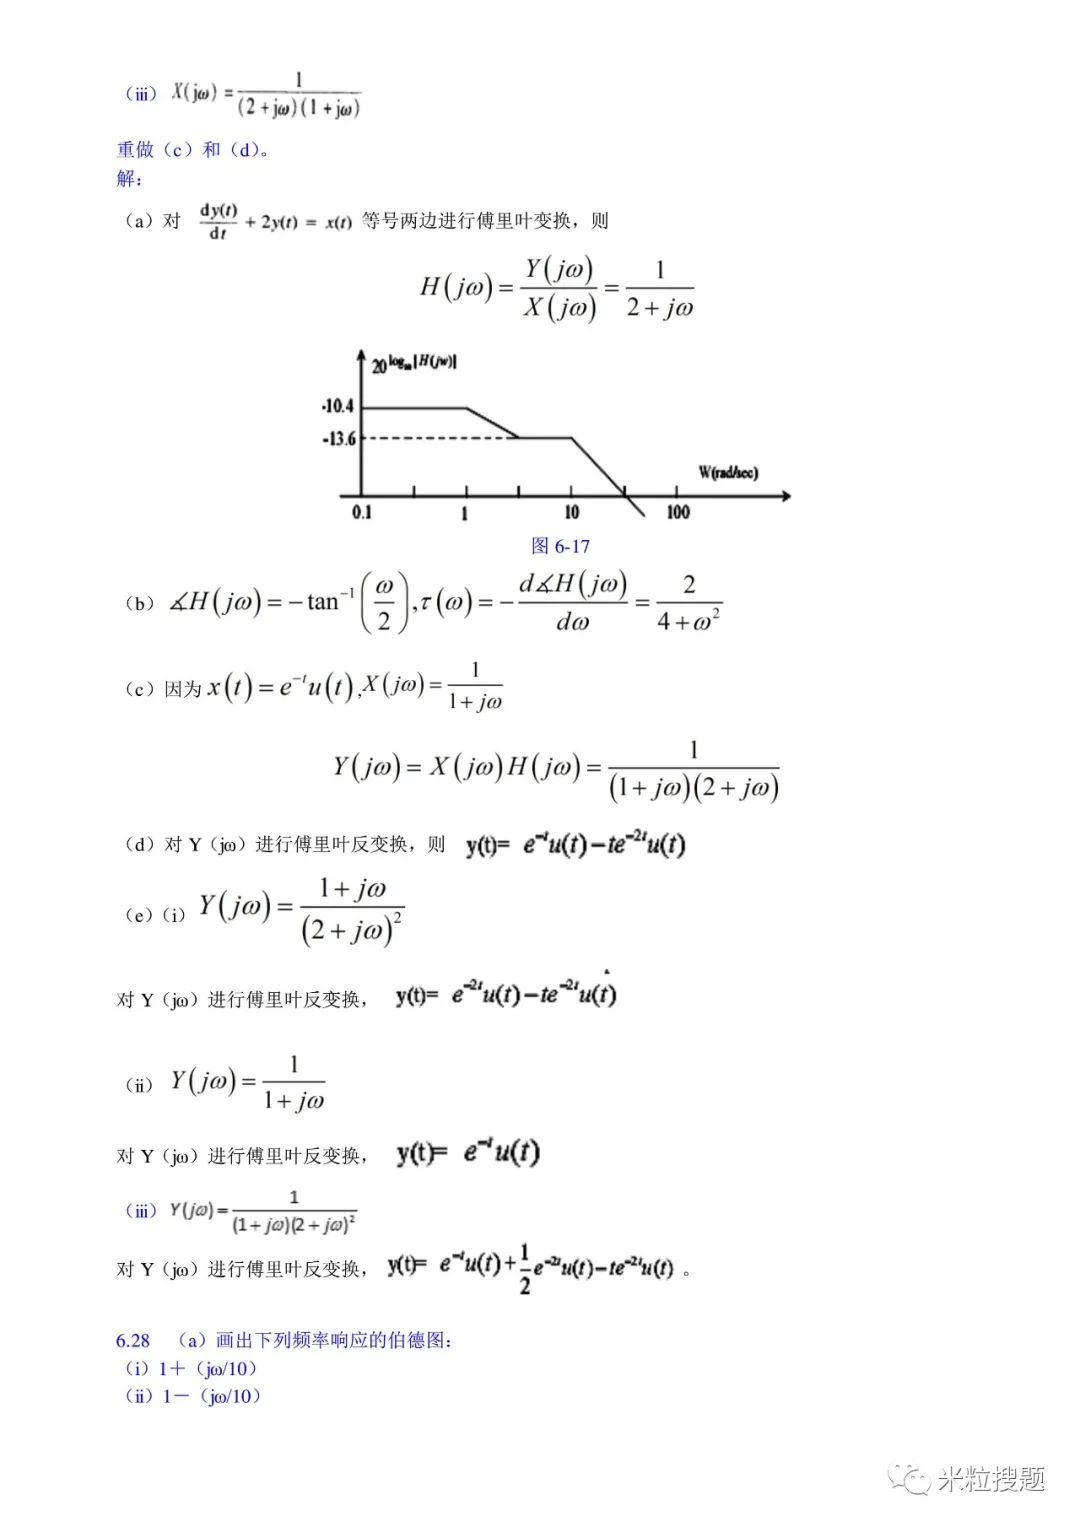 (iii) X(jω) = 1/((2+jω)(1+jω))
重做（c）和（d）。
解：
（a）对 dy(t)/dt + 2y(t) = x(t) 等号两边进行傅里叶变换，则
H(jω) = Y(jω)/X(jω) = 1/(2+jω)
20 log₁₀|H(jw)|
-10.4
-13.6
W(rad/sec)
0.1 1 10 100
图 6-17
（b）∡H(jω) = −tan⁻¹(ω/2), τ(ω) = −d∡H(jω)/dω = 2/(4+ω²)
（c）因为 x(t) = e⁻ᵗu(t), X(jω) = 1/(1+jω)
Y(jω) = X(jω)H(jω) = 1/((1+jω)(2+jω))
（d）对 Y（jω）进行傅里叶反变换，则 y(t)= e⁻ᵗu(t)−te⁻²ᵗu(t)
（e）（i）Y(jω) = (1+jω)/(2+jω)²
对 Y（jω）进行傅里叶反变换， y(t)= e⁻²ᵗu(t)−te⁻²ᵗu(t)
（ii） Y(jω) = 1/(1+jω)
对 Y（jω）进行傅里叶反变换， y(t)= e⁻ᵗu(t)
（iii） Y(jω) = 1/((1+jω)(2+jω)²)
对 Y（jω）进行傅里叶反变换， y(t)= e⁻ᵗu(t)+1/2 e⁻²ᵗu(t)−te⁻²ᵗu(t) 。
6.28 （a）画出下列频率响应的伯德图：
（i）1＋（jω/10）
（ii）1－（jω/10）
米粒搜题